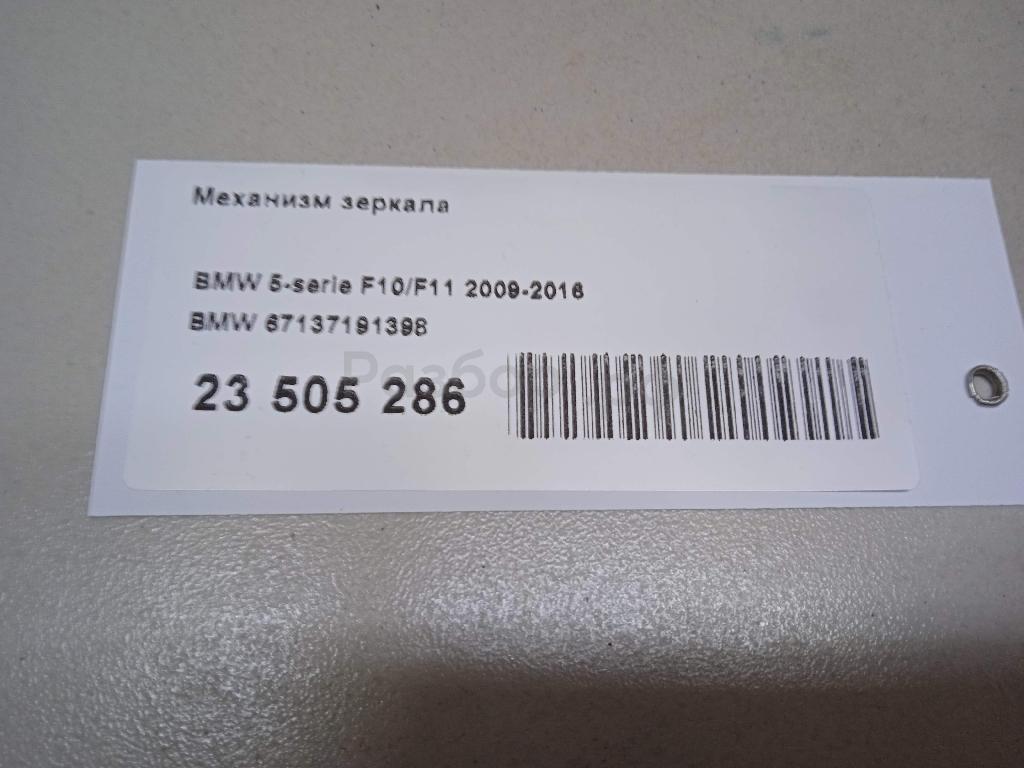 Механизм зеркала
BMW 5-serie F10/F11 2009-2016
BMW 67137191398
23 505 286